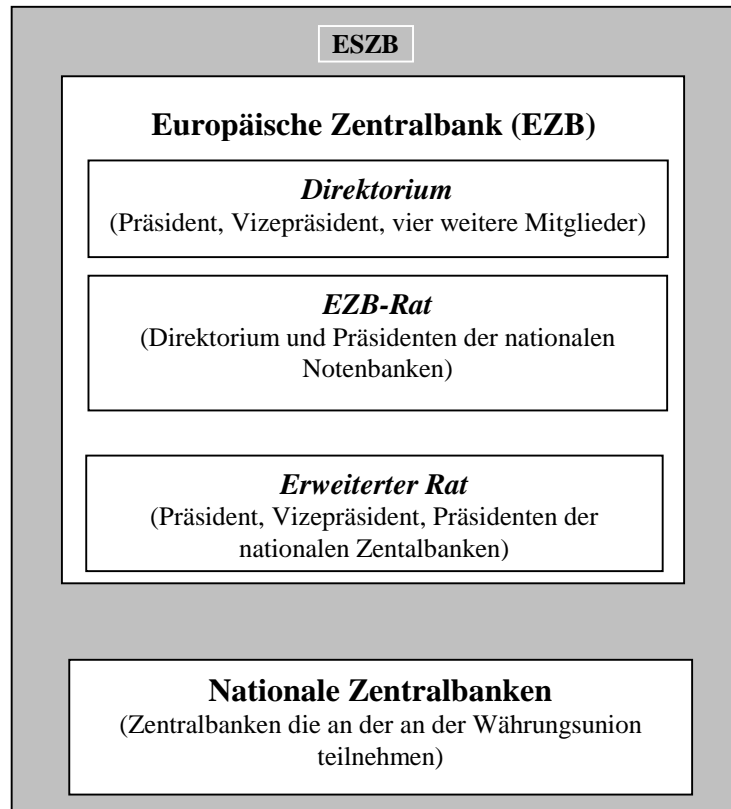 ESZB
Europäische Zentralbank (EZB)
Direktorium
(Präsident, Vizepräsident, vier weitere Mitglieder)
EZB-Rat
(Direktorium und Präsidenten der nationalen
Notenbanken)
Erweiterter Rat
(Präsident, Vizepräsident, Präsidenten der
nationalen Zentalbanken)
Nationale Zentralbanken
(Zentralbanken die an der an der Währungsunion
teilnehmen)